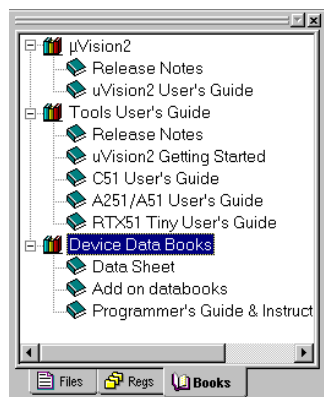 µVision2
Release Notes
uVision2 User's Guide
Tools User's Guide
Release Notes
uVision2 Getting Started
C51 User's Guide
A251/A51 User's Guide
RTX51 Tiny User's Guide
Device Data Books
Data Sheet
Add on databooks
Programmer's Guide & Instruct
Files Regs Books